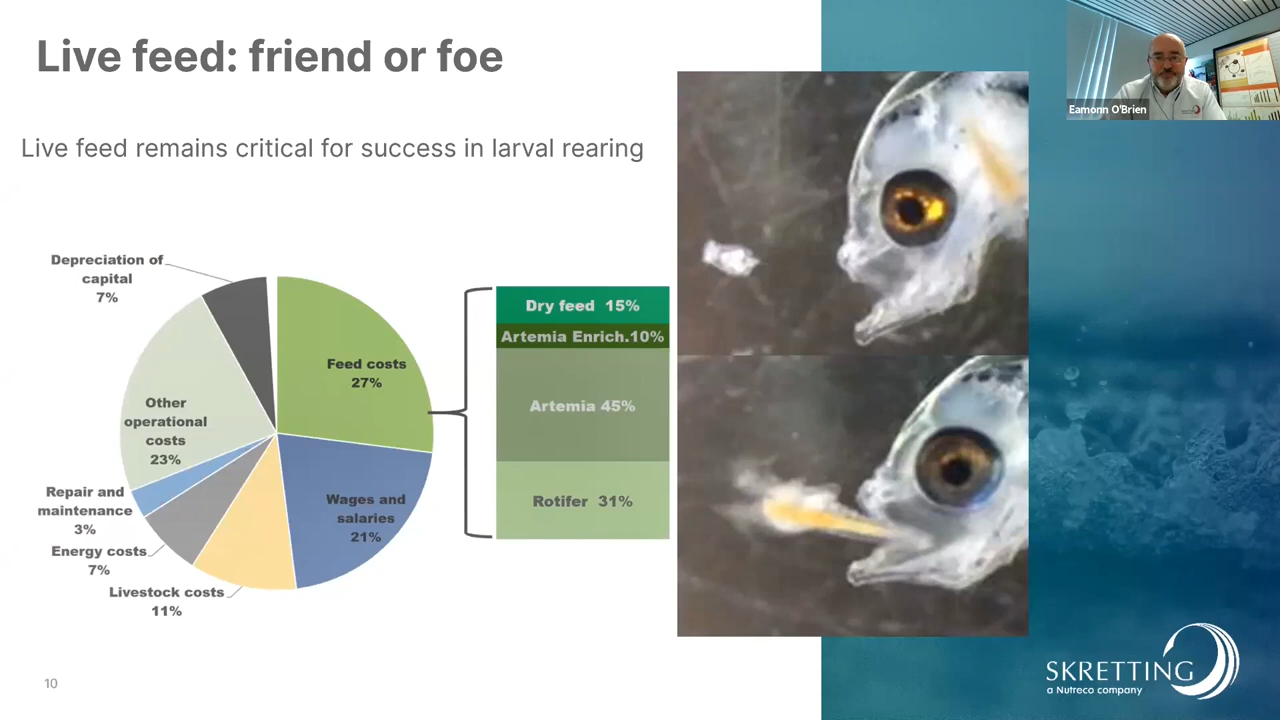 Live feed: friend or foe
Eamonn O'Brien
Live feed remains critical for success in larval rearing
Depreciation of
capital
7%
Feed costs
27%
Other
operational
costs
23%
Wages and
salaries
21%
Repair and
maintenance
3%
Energy costs
7%
Livestock costs
11%
Dry feed 15%
Artemia Enrich.10%
Artemia 45%
Rotifer 31%
10
SKRETTING
a Nutreco company